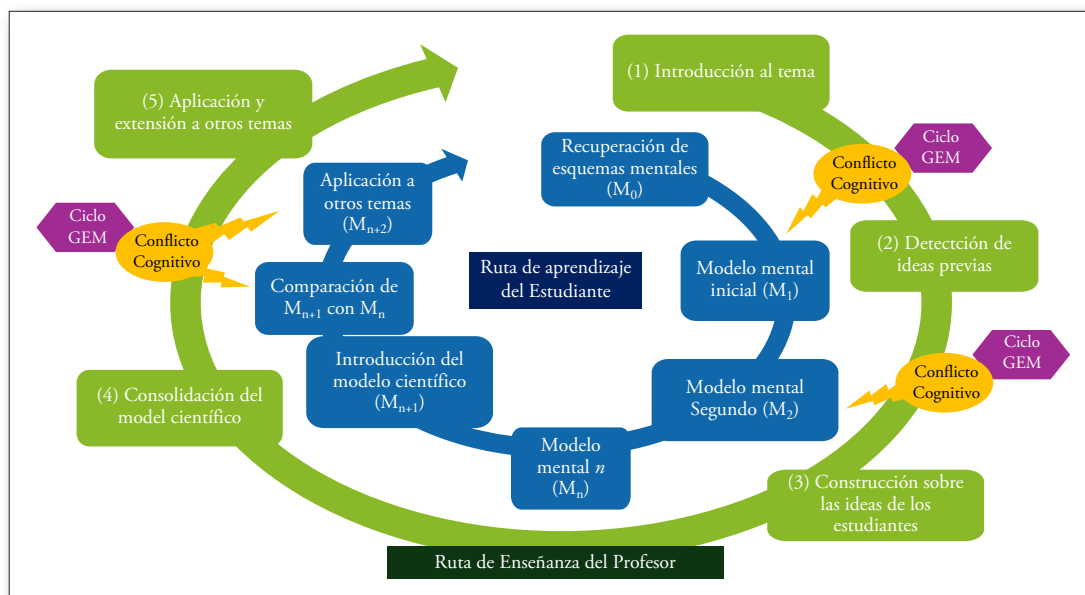 (1) Introducción al tema
Ciclo
GEM
Conflicto
Cognitivo
(2) Detectción de
ideas previas
Ciclo
GEM
Conflicto
Cognitivo
(3) Construcción sobre
las ideas de los
estudiantes
(4) Consolidación del
model científico
Ciclo
GEM
Conflicto
Cognitivo
(5) Aplicación y
extensión a otros temas
Recuperación de
esquemas mentales
(M0)
Modelo mental
inicial (M1)
Modelo mental
Segundo (M2)
Modelo
mental n
(Mn)
Introducción del
modelo científico
(Mn+1)
Comparación de
Mn+1 con Mn
Aplicación a
otros temas
(Mn+2)
Ruta de aprendizaje
del Estudiante
Ruta de Enseñanza del Profesor